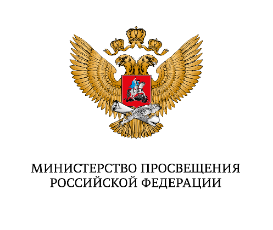 МИНИСТЕРСТВО ПРОСВЕЩЕНИЯ
РОССИЙСКОЙ ФЕДЕРАЦИИ